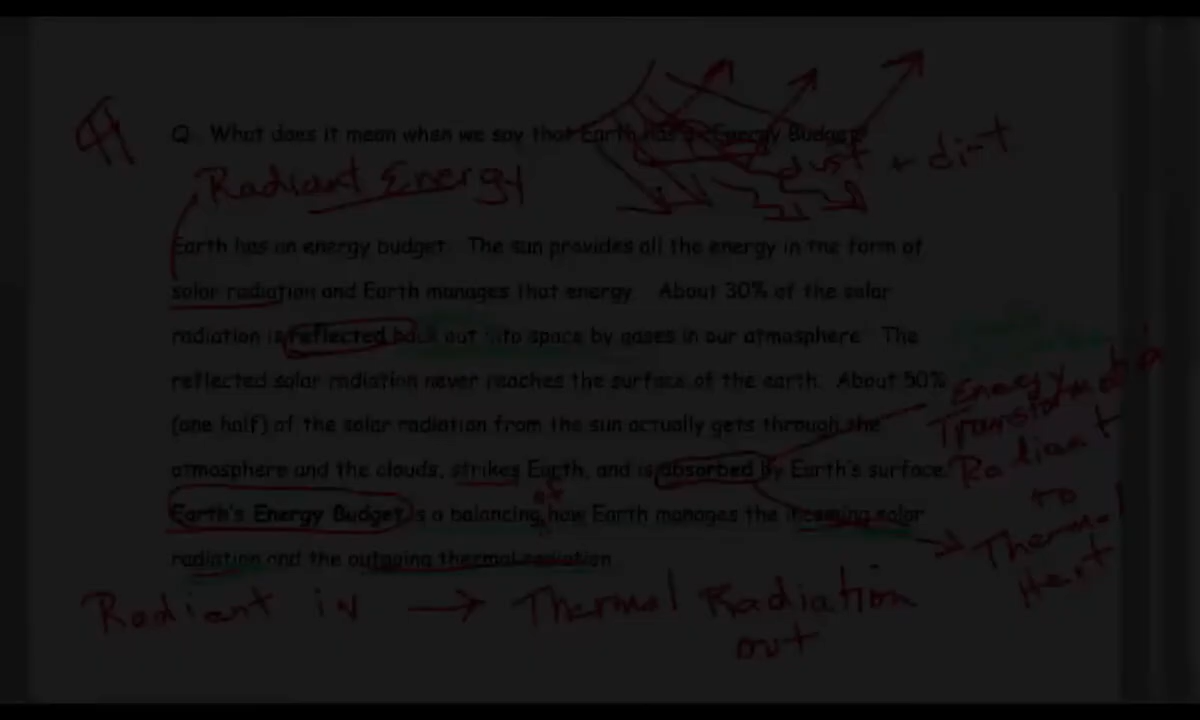 Q. What does it mean when we say that Earth has an Energy Budget?
dust + dirt
Radiant Energy
Earth has an energy budget. The sun provides all the energy in the form of
solar radiation and Earth manages that energy. About 30% of the solar
radiation is reflected back out into space by gases in our atmosphere. The
reflected solar radiation never reaches the surface of the earth. About 50%
(one half) of the solar radiation from the sun actually gets through the
atmosphere and the clouds, strikes Earth, and is absorbed by Earth's surface.
Earth's Energy Budget is a balancing of how Earth manages the incoming solar
radiation and the outgoing thermal radiation
Energy
Transformation
Radiant
to
Thermal
Heat
Radiant in → Thermal Radiation
out